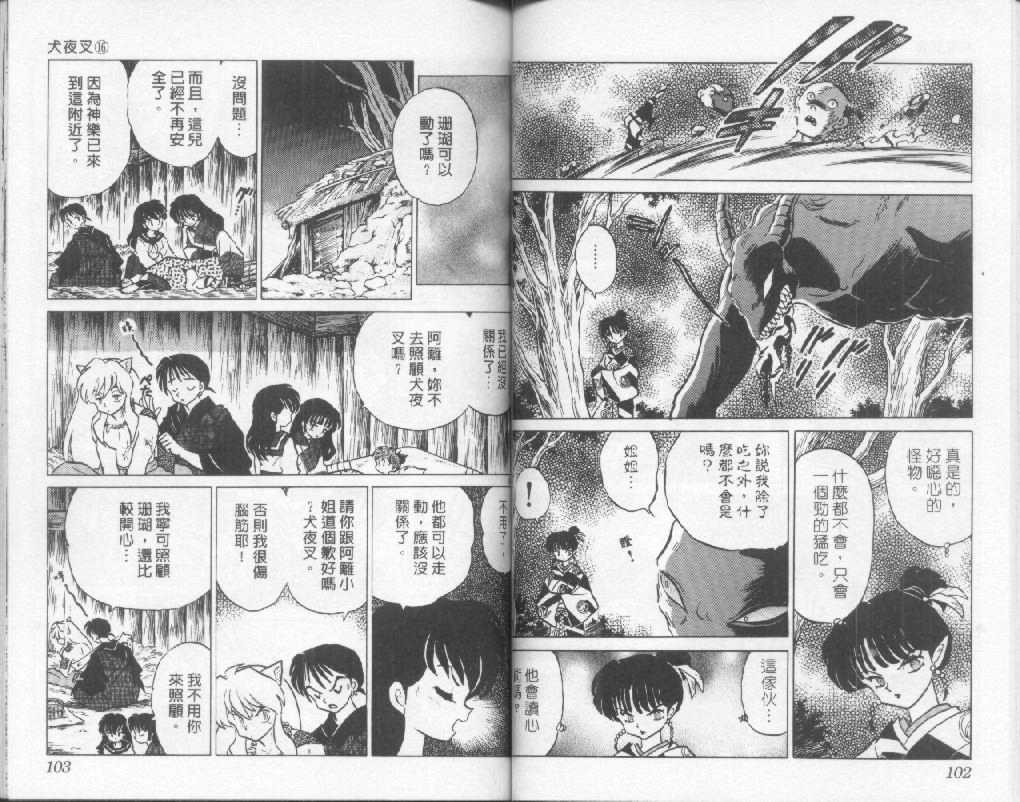 ……
真是的，
好噁心的
怪物。
什麼都不會，只會
一個勁的猛吃。
妳說我除了
吃之外，什
麼都不會是
嗎？
姐姐…
！
這傢伙…
他會讀心
102
犬夜叉⑯
珊瑚可以
動了嗎？
沒問題…
而且，這兒
已經不再安
全了。
因為神樂已來
到這附近了。
我已經沒
關係了…
阿籬，妳不
去照顧犬夜
叉嗎？
ぺた
不用了…
他都可以走
動，應該沒
關係了。
請你跟阿籬小
姐道個歉好嗎
？犬夜叉。
否則我很傷
腦筋耶！
我寧可照顧
珊瑚，還比
較開心…
我不用你
來照顧。
103